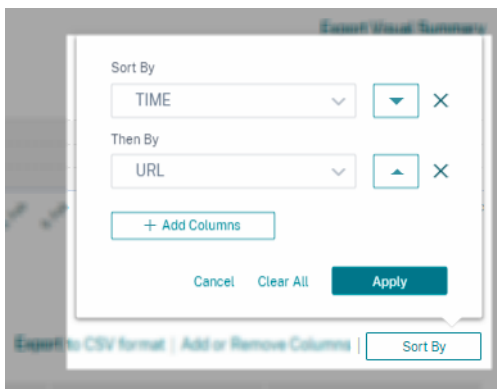 Export Visual Summary
Sort By
TIME
Then By
URL
+ Add Columns
Cancel Clear All Apply
Export to CSV format | Add or Remove Columns | Sort By